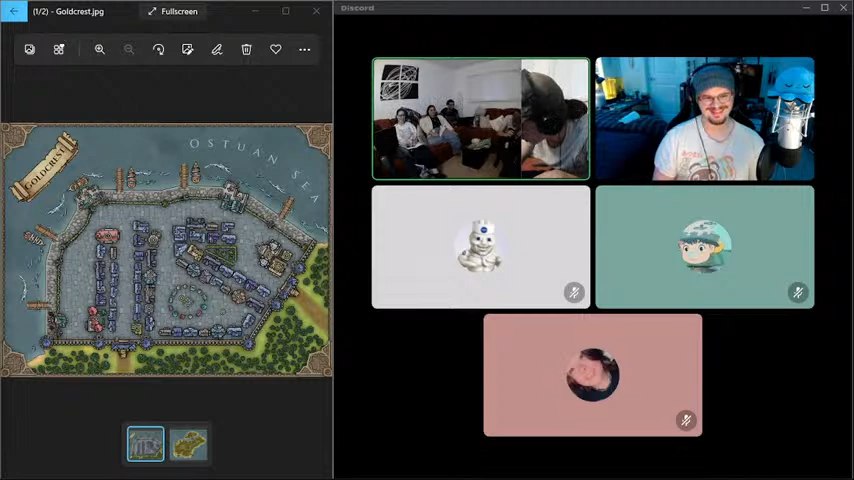 (1/2) - Goldcrest.jpg
Fullscreen
Discord
GOLDCREST
OSTUAN SEA